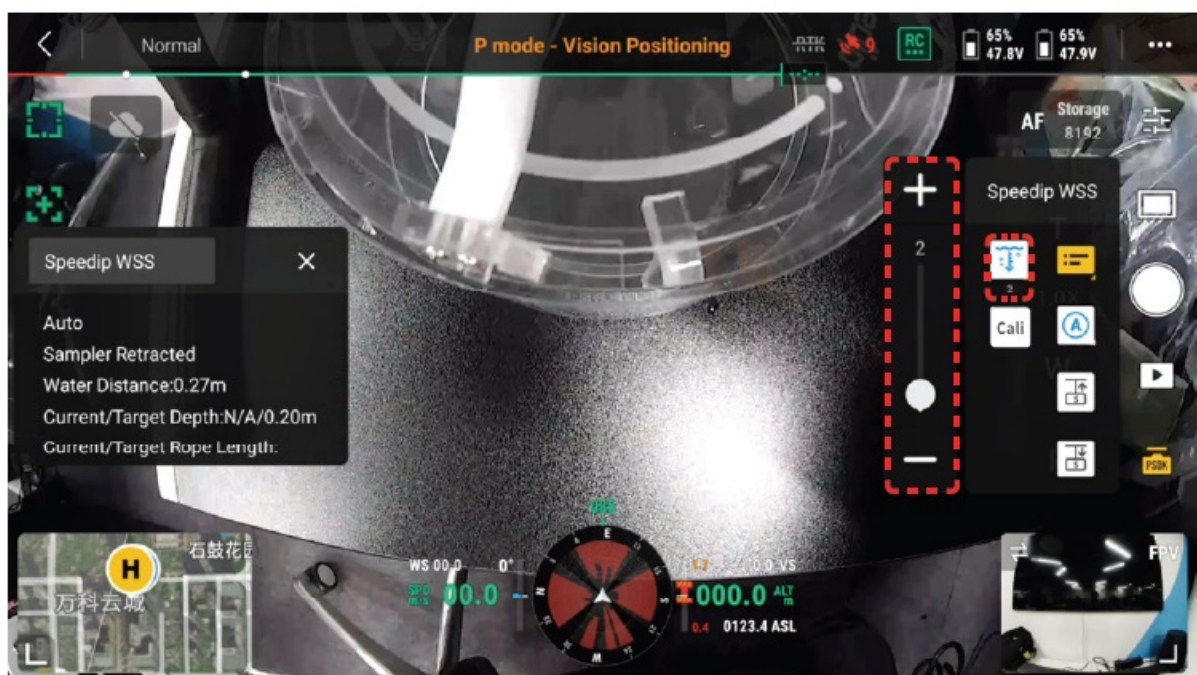 Normal
P mode - Vision Positioning
RTK
9
RC
65%
47.8V
65%
47.9V
AF
Storage
8192
Speedip WSS
2
2
Cali
A
S
S
PSDK
Speedip WSS
Auto
Sampler Retracted
Water Distance:0.27m
Current/Target Depth:N/A/0.20m
Current/Target Rope Length:
H
石鼓花
万科云城
WS 00.0
0°
SPD
m/s
00.0
E
N
S
W
0.0 VS
000.0
ALT
m
0.4
0123.4 ASL
FPV